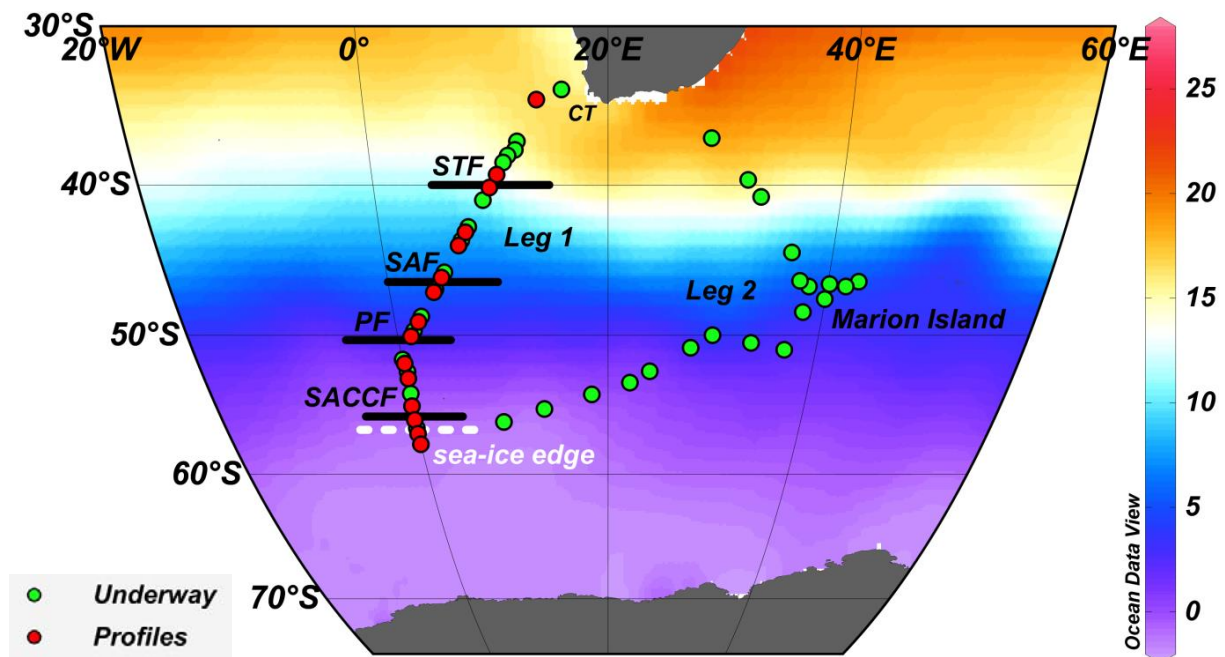 30°S
20°W
0°
20°E
40°E
60°E
CT
STF
40°S
Leg 1
SAF
Leg 2
Marion Island
PF
50°S
SACCF
sea-ice edge
60°S
70°S
Underway
Profiles
25
20
15
10
5
0
Ocean Data View